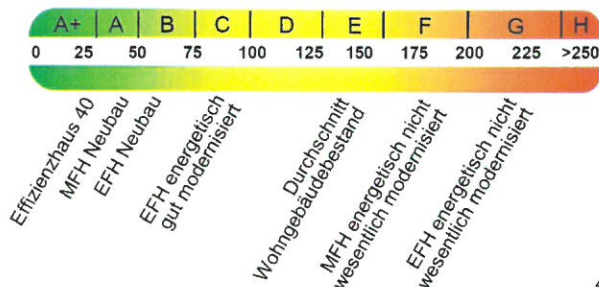 A+ A B C D E F G H
0 25 50 75 100 125 150 175 200 225 >250
Effizienzhaus 40
MFH Neubau
EFH Neubau
EFH energetisch
gut modernisiert
Durchschnitt
Wohngebäudebestand
MFH energetisch nicht
wesentlich modernisiert
EFH energetisch nicht
wesentlich modernisiert